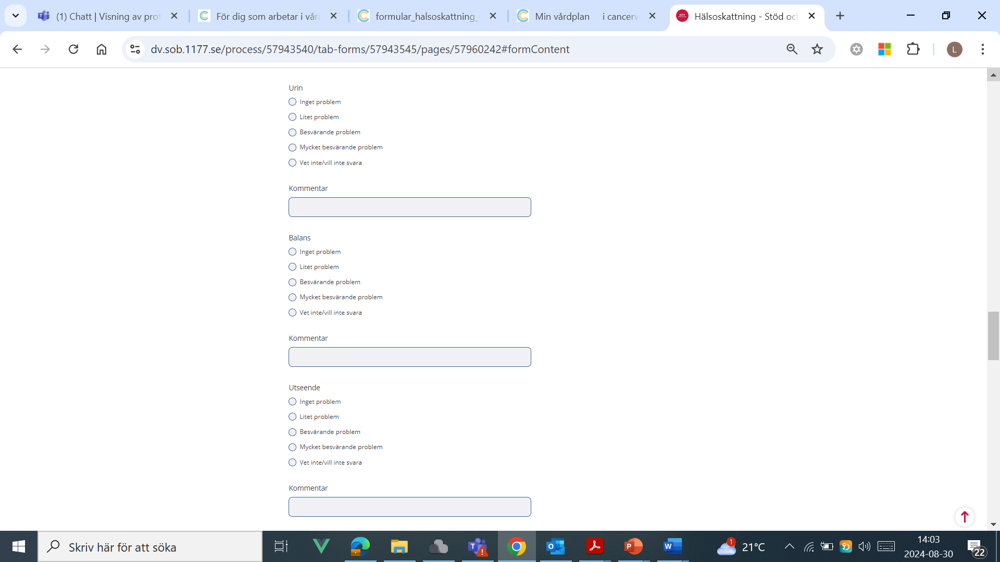 (1) Chatt | Visning av prot
För dig som arbetar i vård
formular_halsoskattning_
Min vårdplan i cancerv
Hälsoskattning - Stöd och
dv.sob.1177.se/process/57943540/tab-forms/57943545/pages/57960242#formContent
L
Urin
Inget problem
Litet problem
Besvärande problem
Mycket besvärande problem
Vet inte/vill inte svara
Kommentar
Balans
Inget problem
Litet problem
Besvärande problem
Mycket besvärande problem
Vet inte/vill inte svara
Kommentar
Utseende
Inget problem
Litet problem
Besvärande problem
Mycket besvärande problem
Vet inte/vill inte svara
Kommentar
Skriv här för att söka
1
21°C
14:03
2024-08-30
22